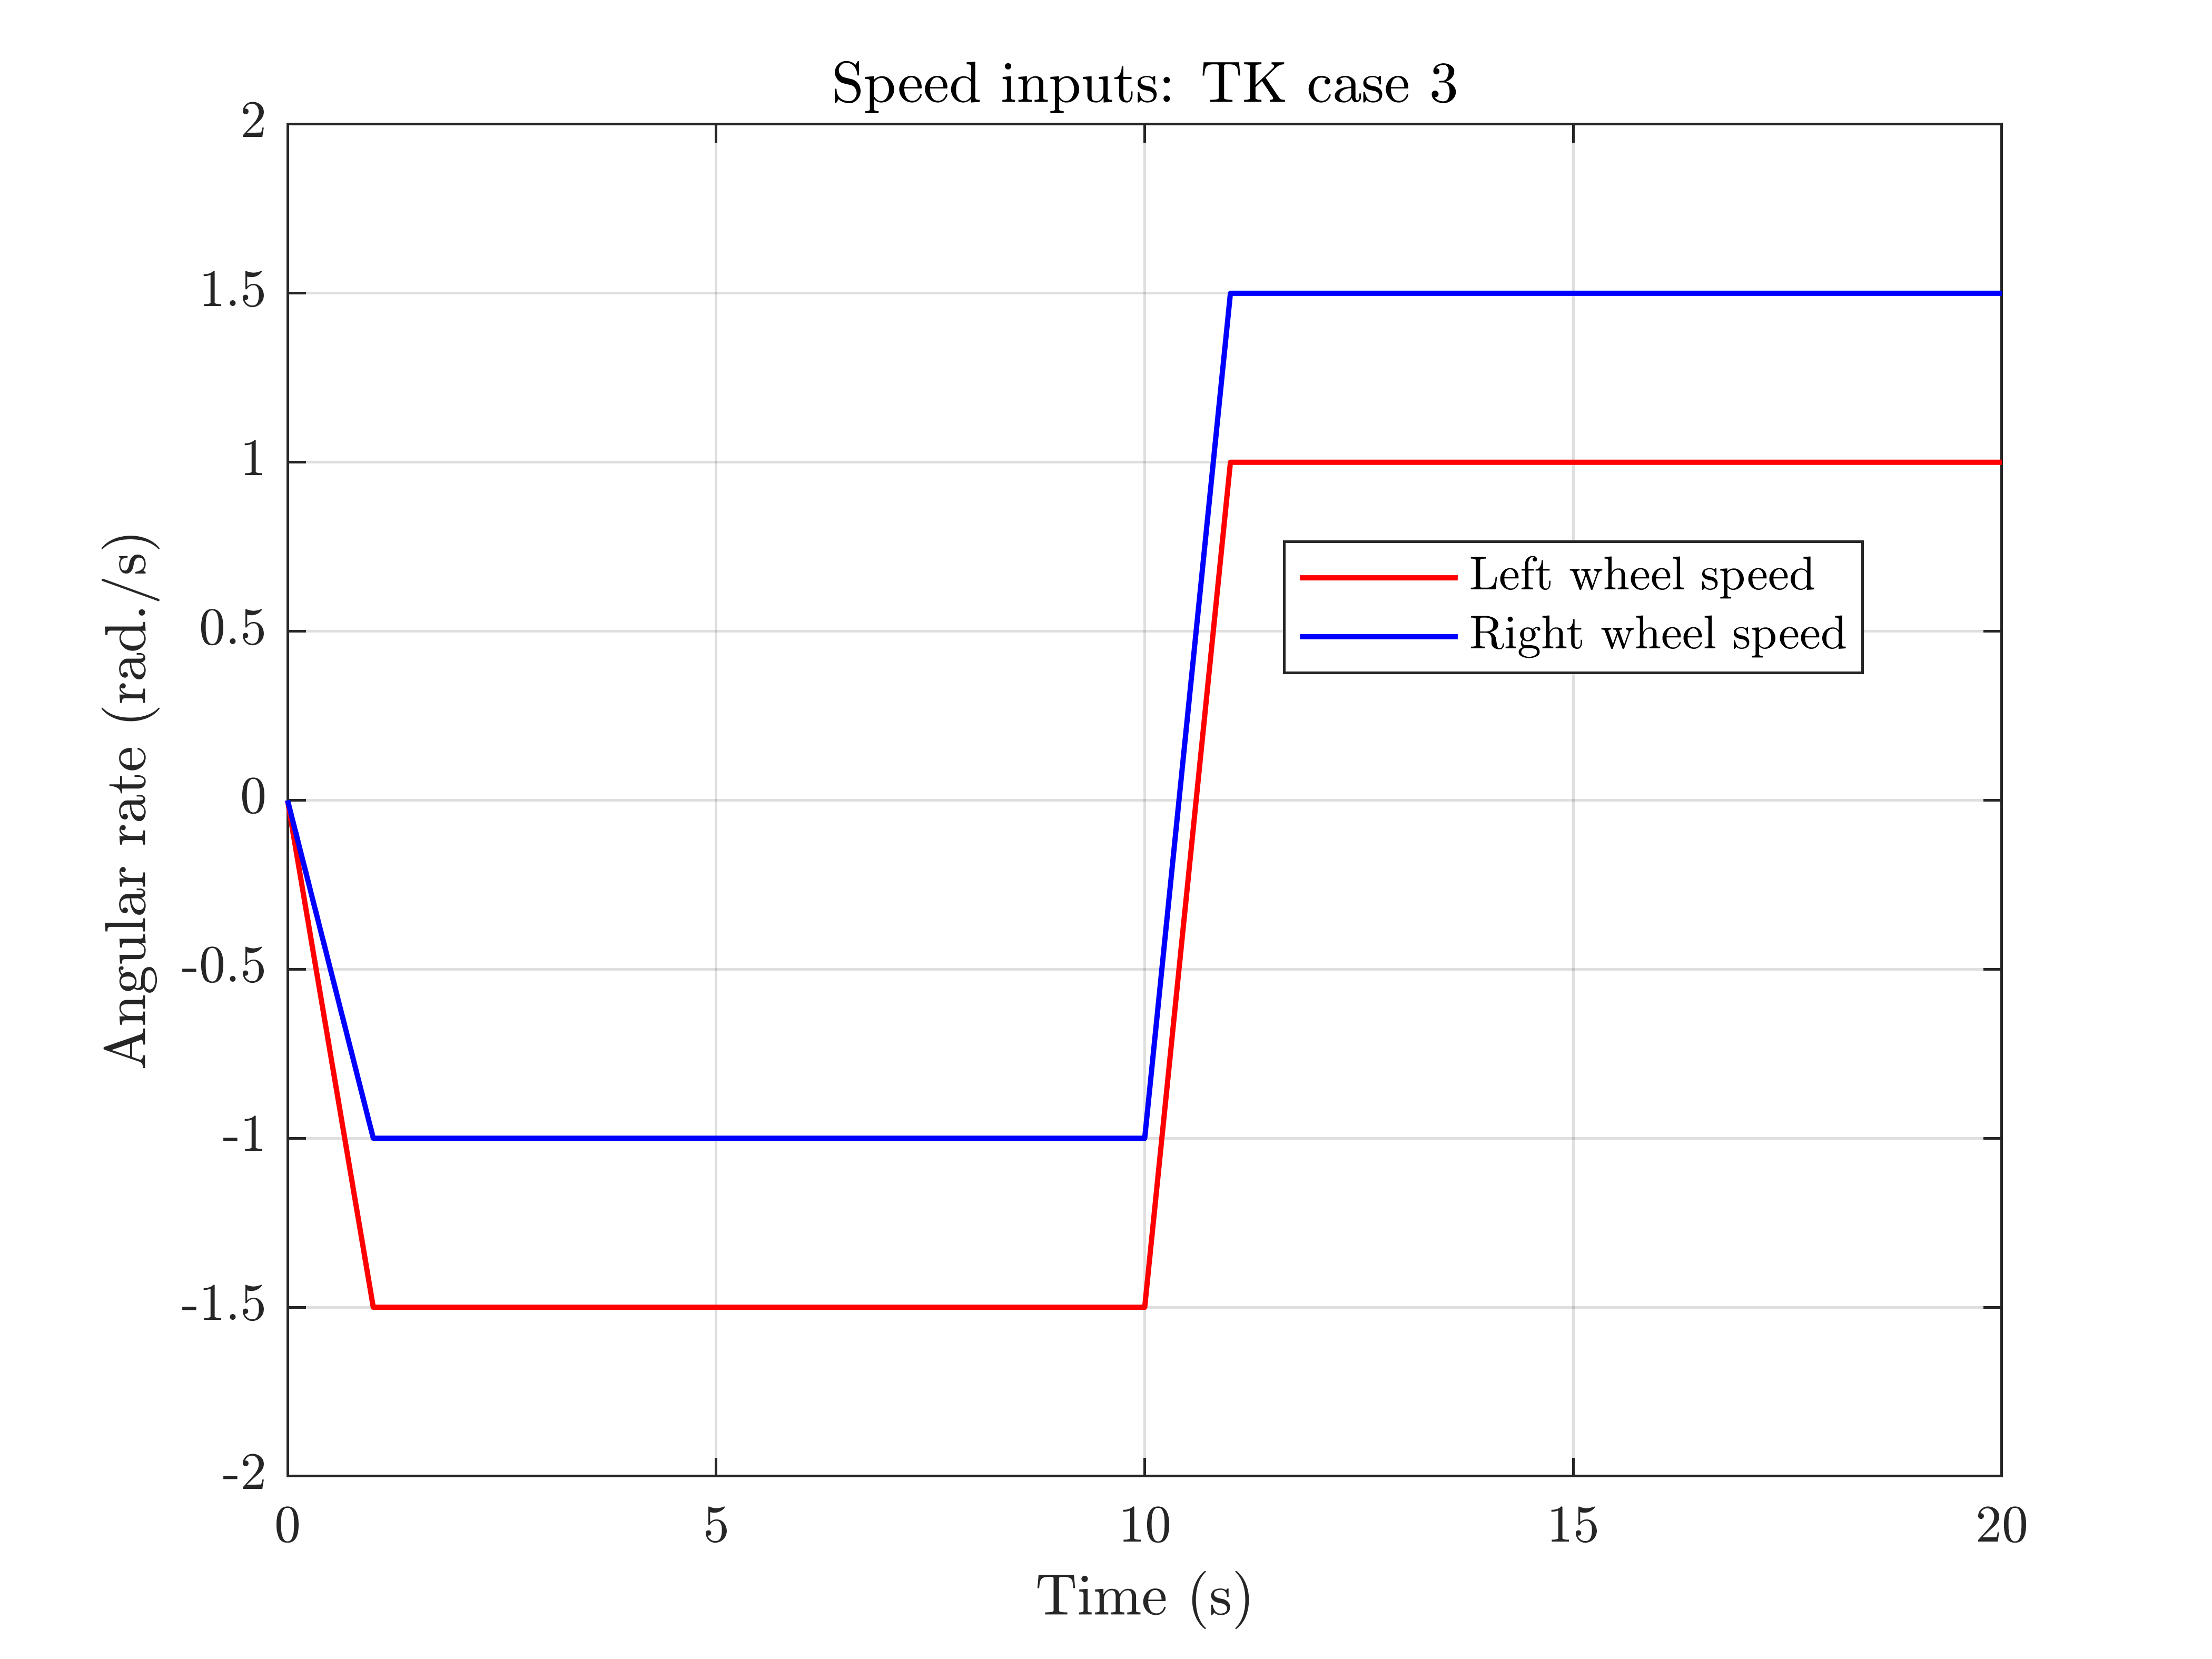 Speed inputs: TK case 3
2
1.5
1
0.5
0
-0.5
-1
-1.5
-2
Angular rate (rad./s)
Left wheel speed
Right wheel speed
0 5 10 15 20
Time (s)